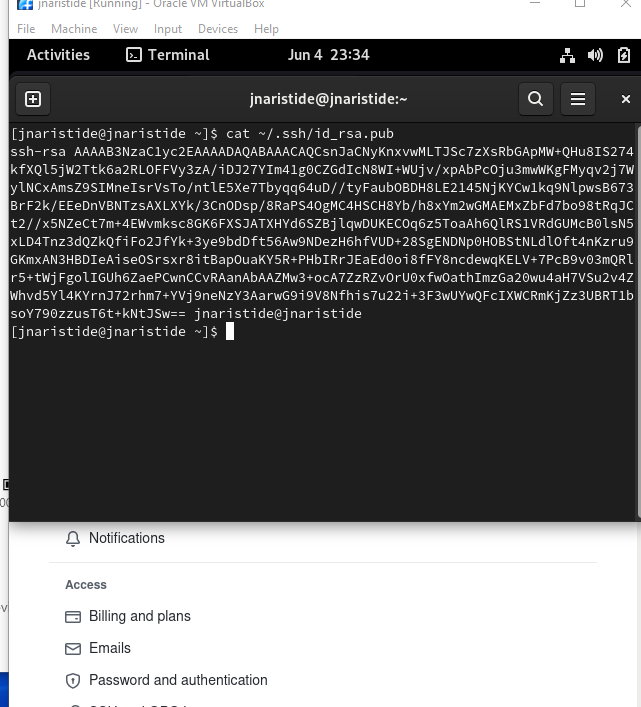 jnaristide [Running] - Oracle VM VirtualBox
File Machine View Input Devices Help
Activities Terminal Jun 4 23:34
jnaristide@jnaristide:~
[jnaristide@jnaristide ~]$ cat ~/.ssh/id_rsa.pub
ssh-rsa AAAAB3NzaC1yc2EAAAADAQABAAACAQCsnJaCNyKnxvwMLTJSc7zXsRbGApMW+QHu8IS274
kfXQl5jW2Ttk6a2RLOFFVy3zA/iDJ27YIm41g0CZGdIcN8WI+WUjv/xpAbPcOju3mwWKgFMyqv2j7W
ylNCxAmsZ9SIMneIsrVsTo/ntlE5Xe7Tbyqq64uD//tyFaubOBDH8LE2145NjKYCw1kq9NlpwsB673
BrF2k/EEeDnVBNTzsAXLXYk/3CnODsp/8RaPS4OgMC4HSCH8Yb/h8xYm2wGMAEMxZbFd7bo98tRqJC
t2//x5NZeCt7m+4EWvmksc8GK6FXSJATXHYd6SZBjlqwDUKECOq6z5ToaAh6QlRS1VRdGUMcB0lsN5
xLD4Tnz3dQZkQfiFo2JfYk+3ye9bdDft56Aw9NDezH6hfVUD+28SgENDNp0HOBStNLdlOft4nKzru9
GKmxAN3HBDIeAiseOSrsxr8itBapOuaKY5R+PHbIRrJEaEd0oi8fFY8ncdewqKELV+7PcB9v03mQRl
r5+tWjFgolIGUh6ZaePCwnCCvRAanAbAAZMw3+ocA7ZzRZvOrU0xfwOathImzGa20wu4aH7VSu2v4Z
Whvd5Yl4KYrnJ72rhm7+YVj9neNzY3AarwG9i9V8Nfhis7u22i+3F3wUYwQFcIXWCRmKjZz3UBRT1b
soY790zzusT6t+kNtJSw== jnaristide@jnaristide
[jnaristide@jnaristide ~]$
Notifications
Access
Billing and plans
Emails
Password and authentication